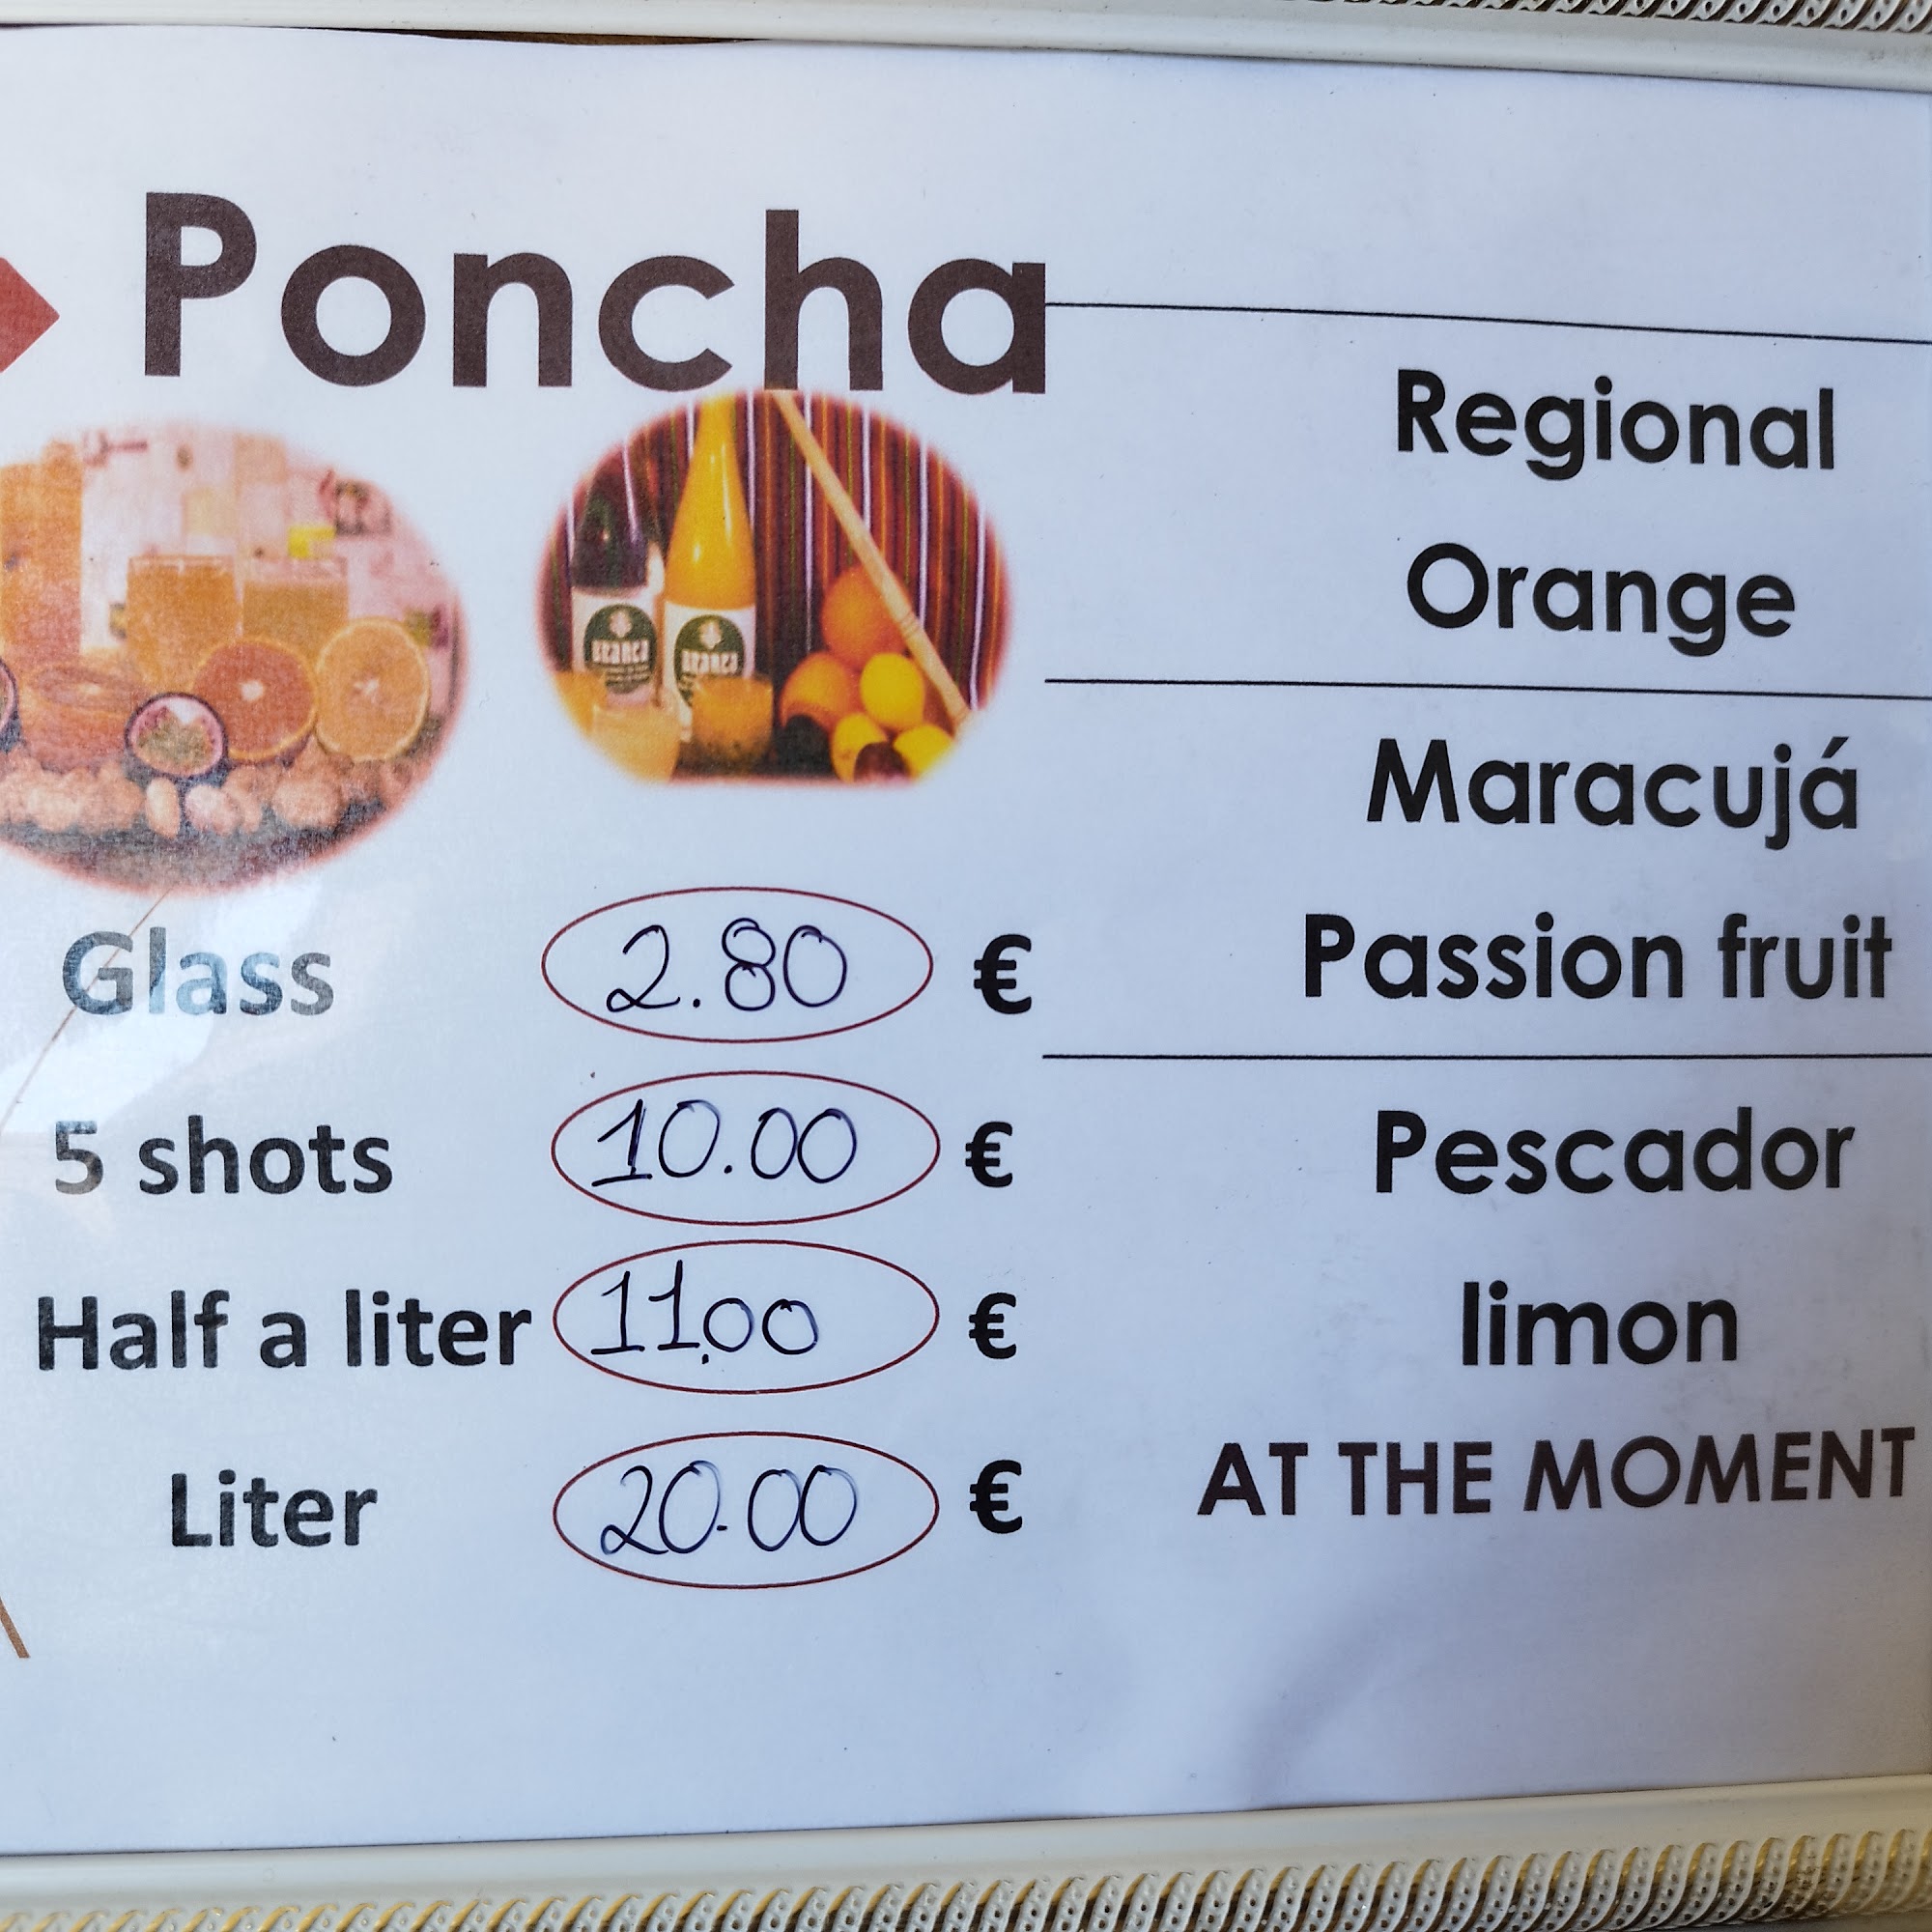 Poncha
Regional
Orange
Maracujá
Passion fruit
Pescador
limon
AT THE MOMENT
Glass 2.80 €
5 shots 10.00 €
Half a liter 11.00 €
Liter 20.00 €